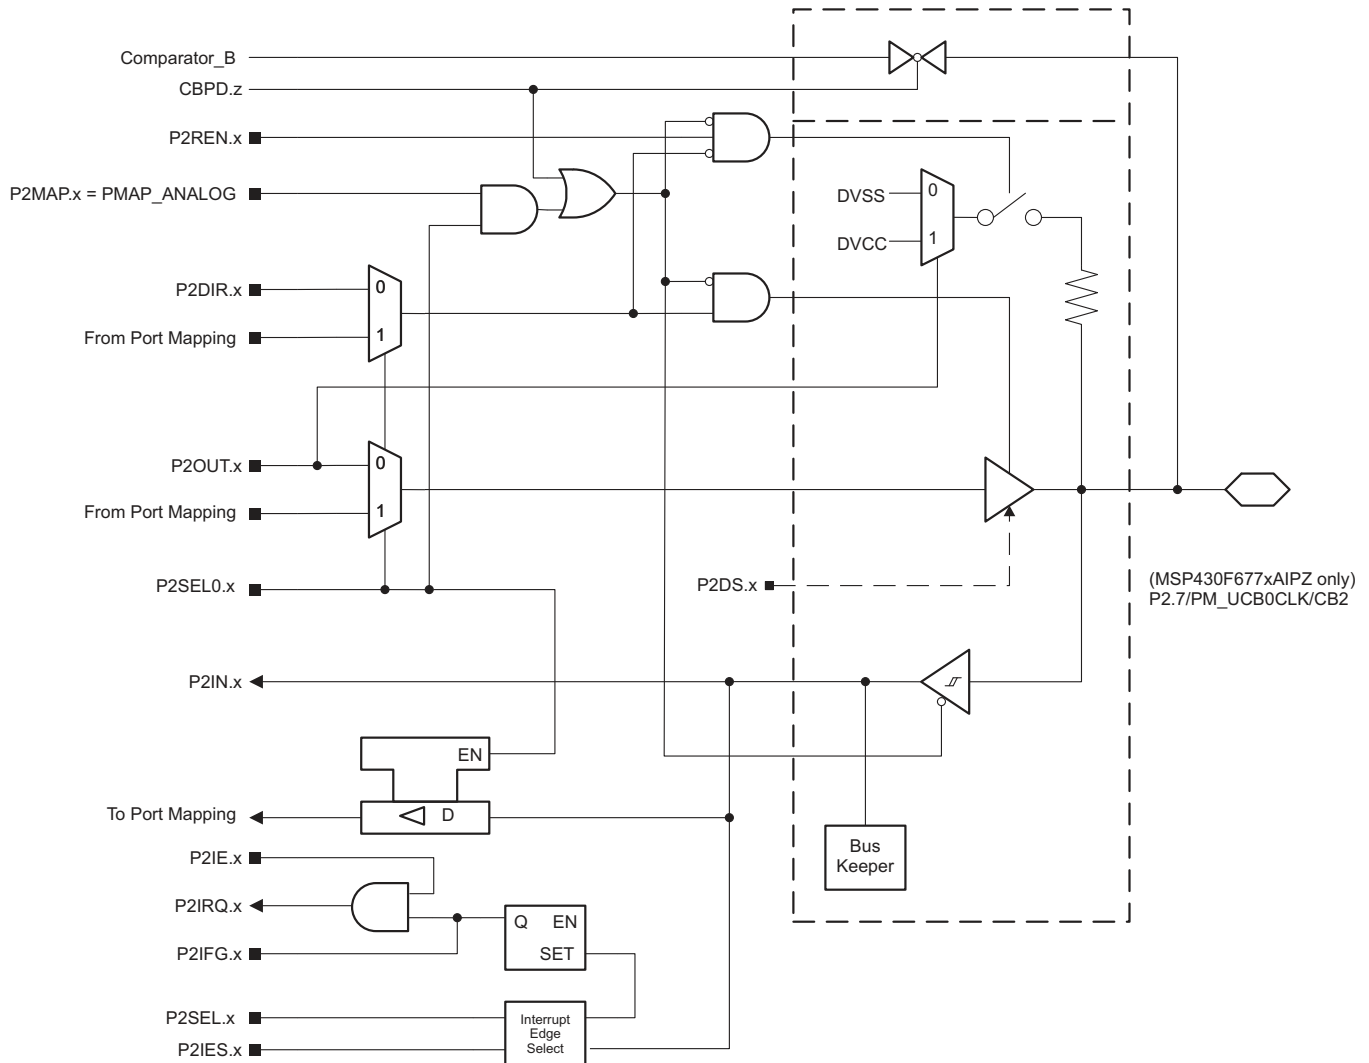 Comparator_B
CBPD.z
P2REN.x
P2MAP.x = PMAP_ANALOG
DVSS
0
DVCC
1
P2DIR.x
0
From Port Mapping
1
P2OUT.x
0
From Port Mapping
1
P2SEL0.x
P2DS.x
(MSP430F677xAIPZ only)
P2.7/PM_UCB0CLK/CB2
P2IN.x
EN
To Port Mapping
D
Bus
Keeper
P2IE.x
P2IRQ.x
Q EN
P2IFG.x
SET
P2SEL.x
P2IES.x
Interrupt
Edge
Select